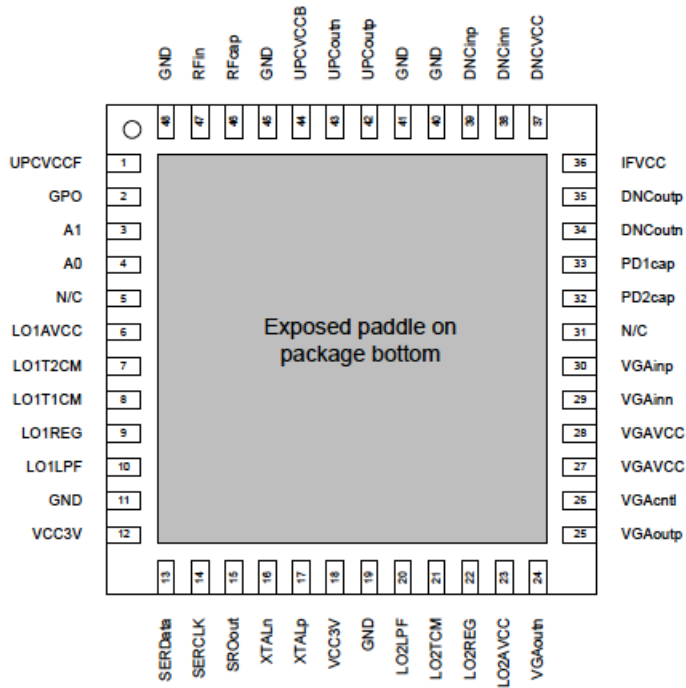 GND RFin RFcap GND UPCVCCB UPCoutn UPCoutp GND GND DNCinp DNCinn DNCVCC
48 47 46 45 44 43 42 41 40 39 38 37
UPCVCCF 1 36 IFVCC
GPO 2 35 DNCoutp
A1 3 34 DNCoutn
A0 4 33 PD1cap
N/C 5 32 PD2cap
LO1AVCC 6 31 N/C
LO1T2CM 7 30 VGAinp
LO1T1CM 8 29 VGAinn
LO1REG 9 28 VGAVCC
LO1LPF 10 27 VGAVCC
GND 11 26 VGAcntl
VCC3V 12 25 VGAoutp
Exposed paddle on
package bottom
13 14 15 16 17 18 19 20 21 22 23 24
SERData SERCLK SROout XTALn XTALp VCC3V GND LO2LPF LO2TCM LO2REG LO2AVCC VGAoutn